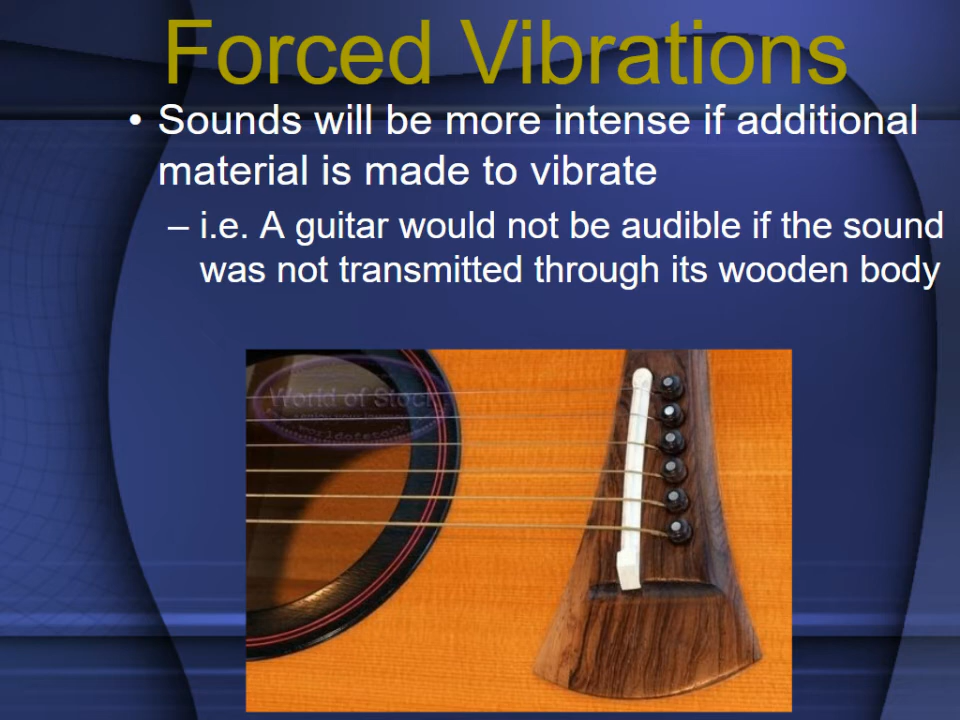 Forced Vibrations
• Sounds will be more intense if additional
material is made to vibrate
– i.e. A guitar would not be audible if the sound
was not transmitted through its wooden body
World of Stock